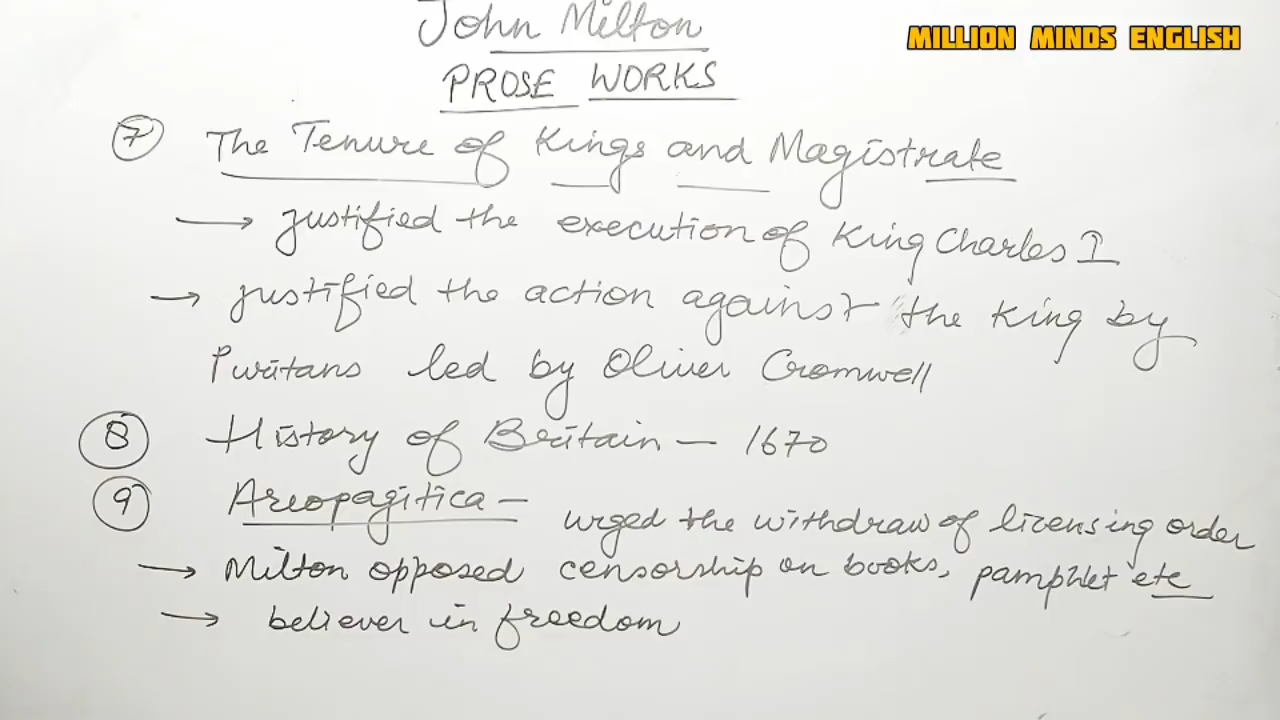 John Milton
MILLION MINDS ENGLISH
PROSE WORKS
7 The Tenure of Kings and Magistrate
→ justified the execution of King Charles I
→ justified the action against the King by
Puritans led by Oliver Cromwell
8 History of Britain — 1670
9 Areopagitica — urged the withdraw of licensing order
→ Milton opposed censorship on books, pamphlet etc
→ believer in freedom